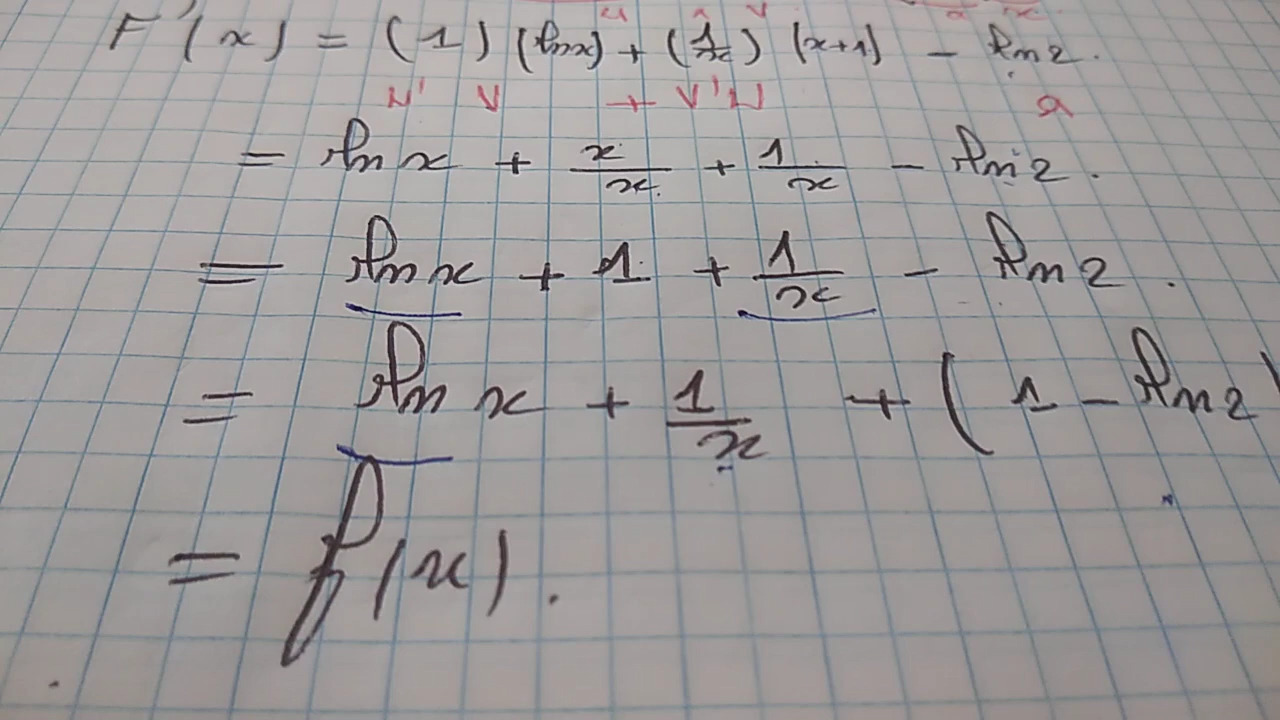 F'(x) = (1)(ln x) + (1/x)(x+1) - ln 2.
u' v + v'u a
= ln x + x/x + 1/x - ln 2.
= ln x + 1 + 1/x - ln 2.
= ln x + 1/x + (1 - ln 2)
= f(x).